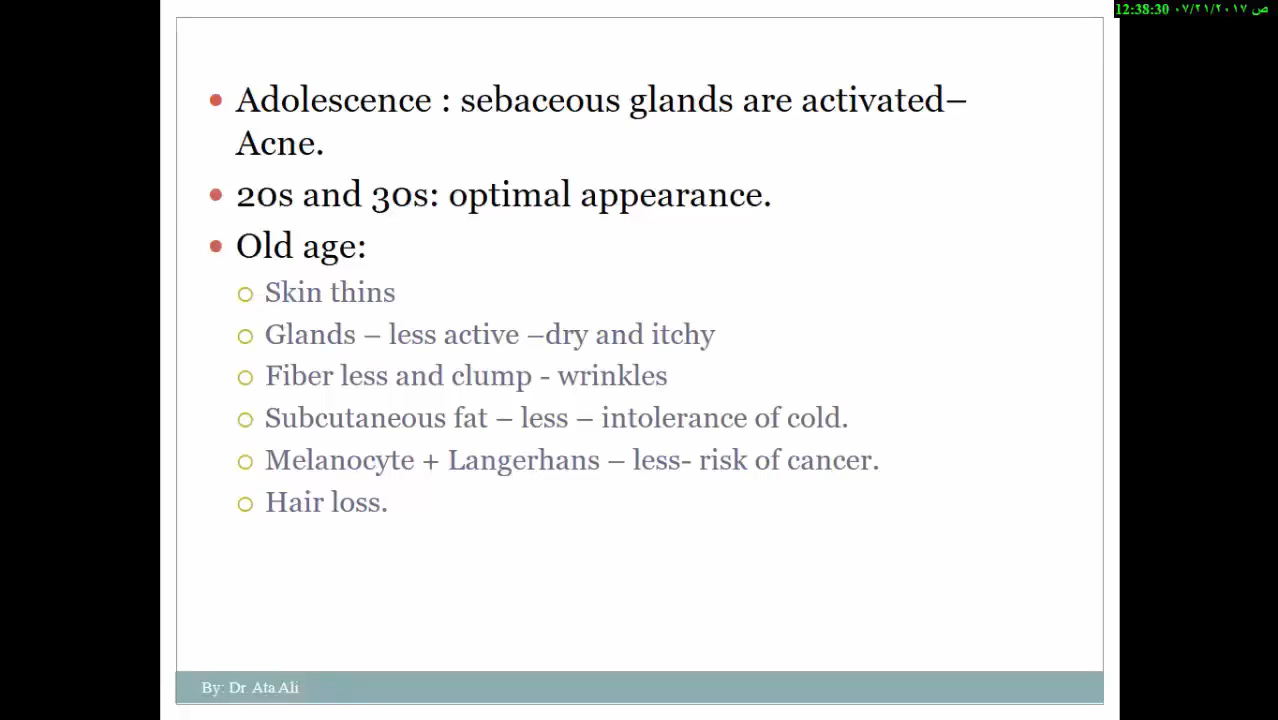 12:38:30 ٠٧/٢١/٢٠١٧ ص
Adolescence : sebaceous glands are activated–
Acne.
20s and 30s: optimal appearance.
Old age:
Skin thins
Glands – less active –dry and itchy
Fiber less and clump - wrinkles
Subcutaneous fat – less – intolerance of cold.
Melanocyte + Langerhans – less- risk of cancer.
Hair loss.
By: Dr Ata Ali